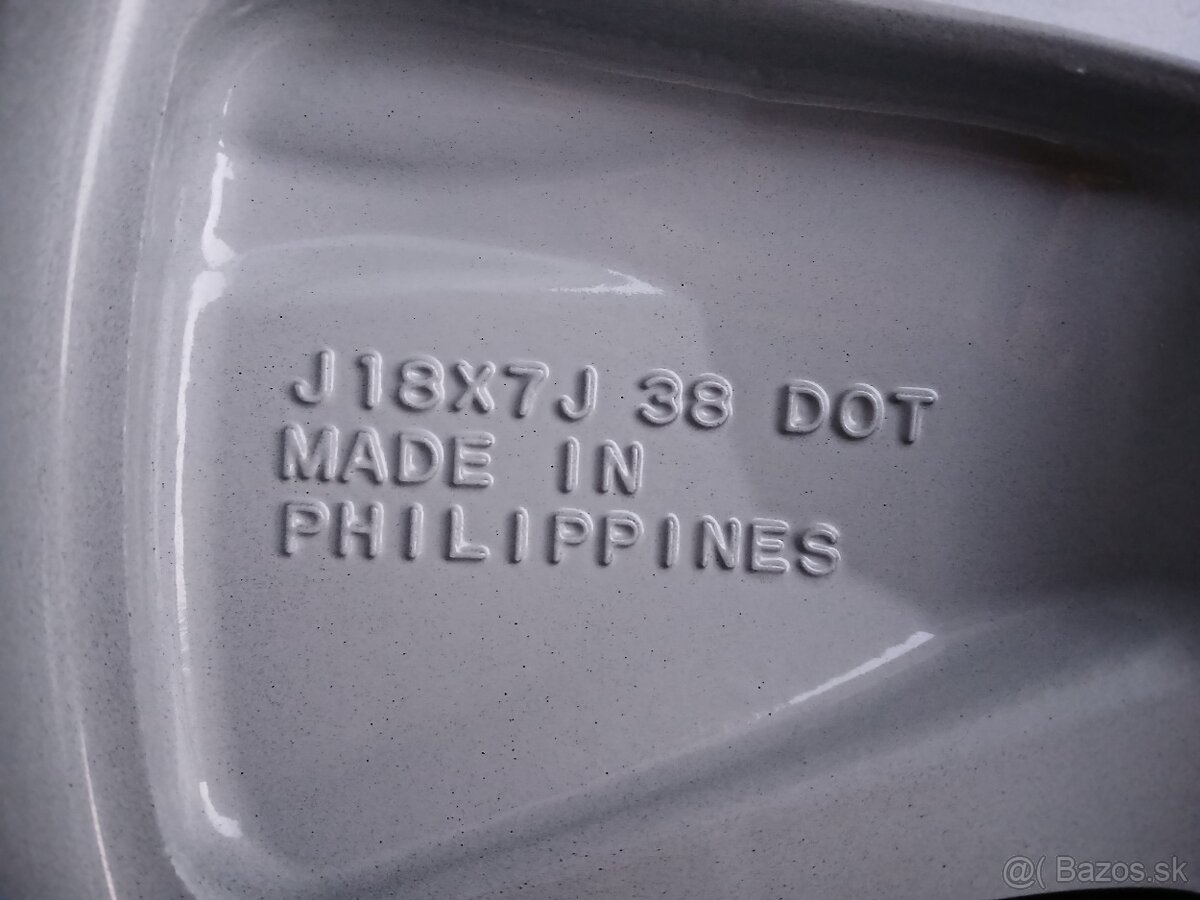 J18X7J 38 DOT
MADE IN
PHILIPPINES
@( Bazos.sk